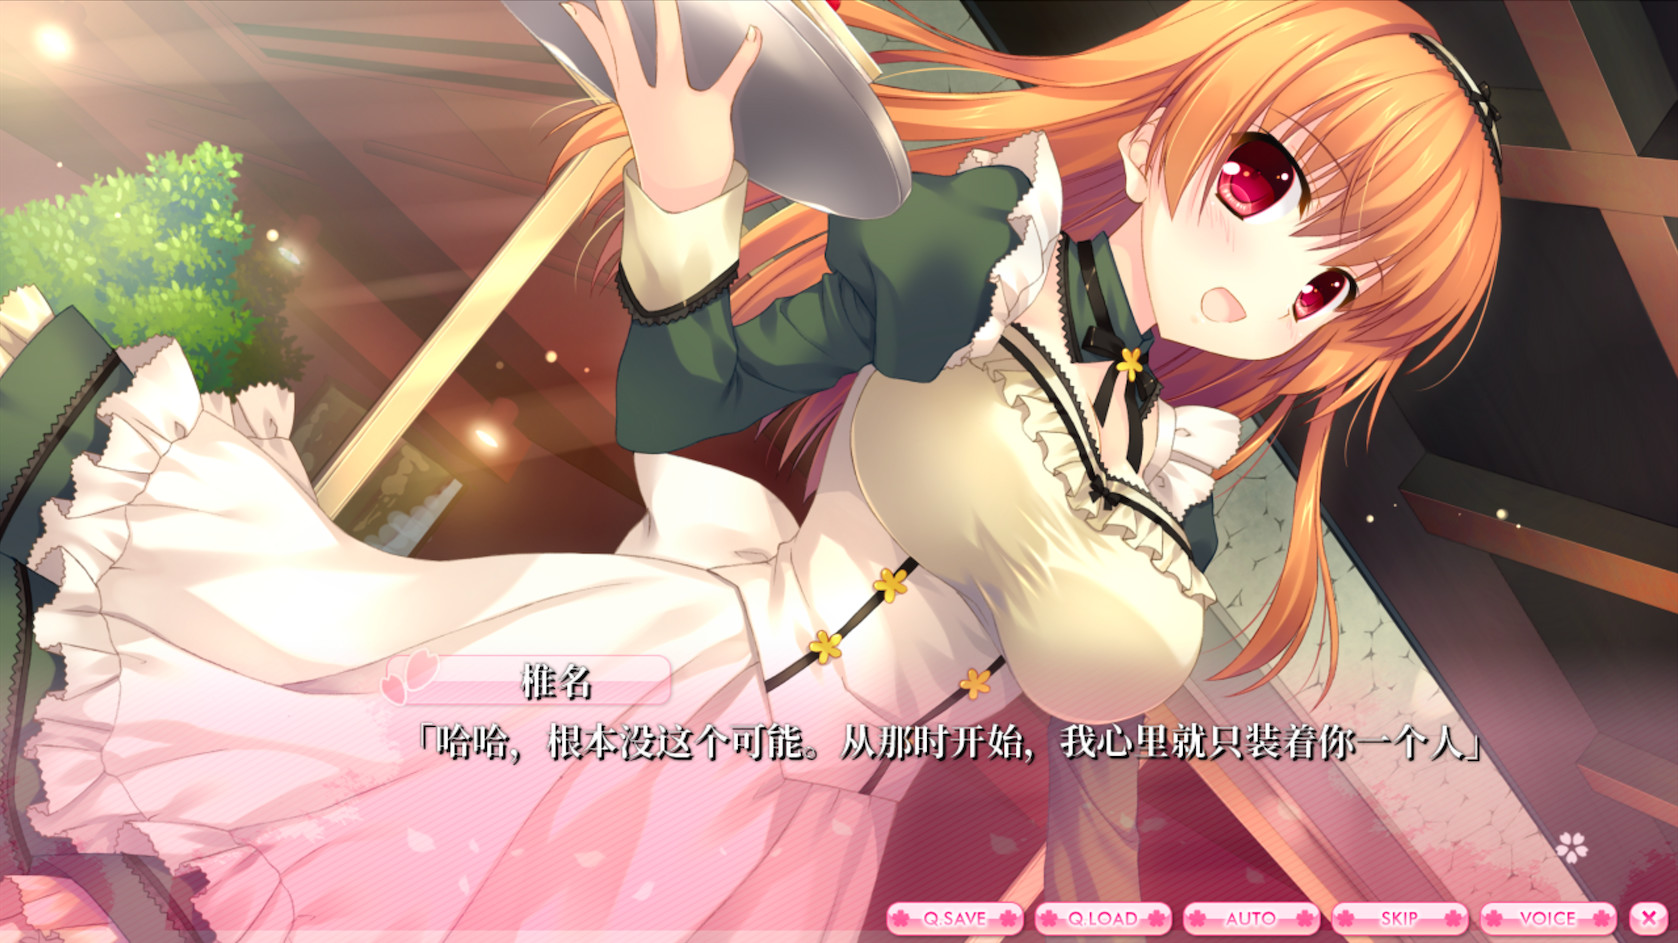 椎名
「哈哈，根本没这个可能。从那时开始，我心里就只装着你一个人」
Q.SAVE
Q.LOAD
AUTO
SKIP
VOICE